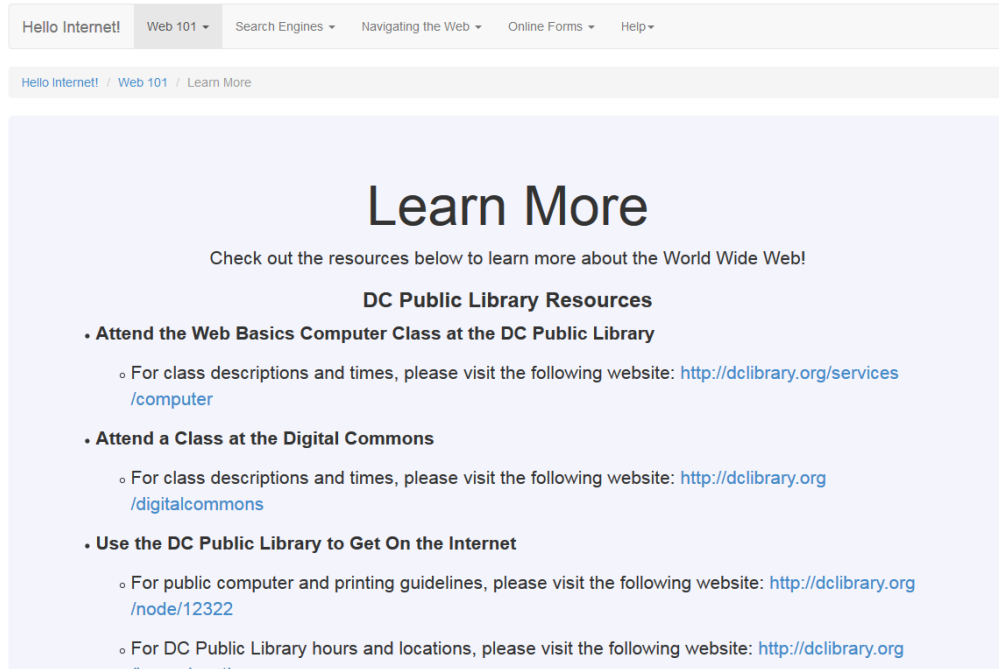 Hello Internet! Web 101 Search Engines Navigating the Web Online Forms Help
Hello Internet! / Web 101 / Learn More
Learn More
Check out the resources below to learn more about the World Wide Web!
DC Public Library Resources
• Attend the Web Basics Computer Class at the DC Public Library
○ For class descriptions and times, please visit the following website: http://dclibrary.org/services
/computer
• Attend a Class at the Digital Commons
○ For class descriptions and times, please visit the following website: http://dclibrary.org
/digitalcommons
• Use the DC Public Library to Get On the Internet
○ For public computer and printing guidelines, please visit the following website: http://dclibrary.org
/node/12322
○ For DC Public Library hours and locations, please visit the following website: http://dclibrary.org